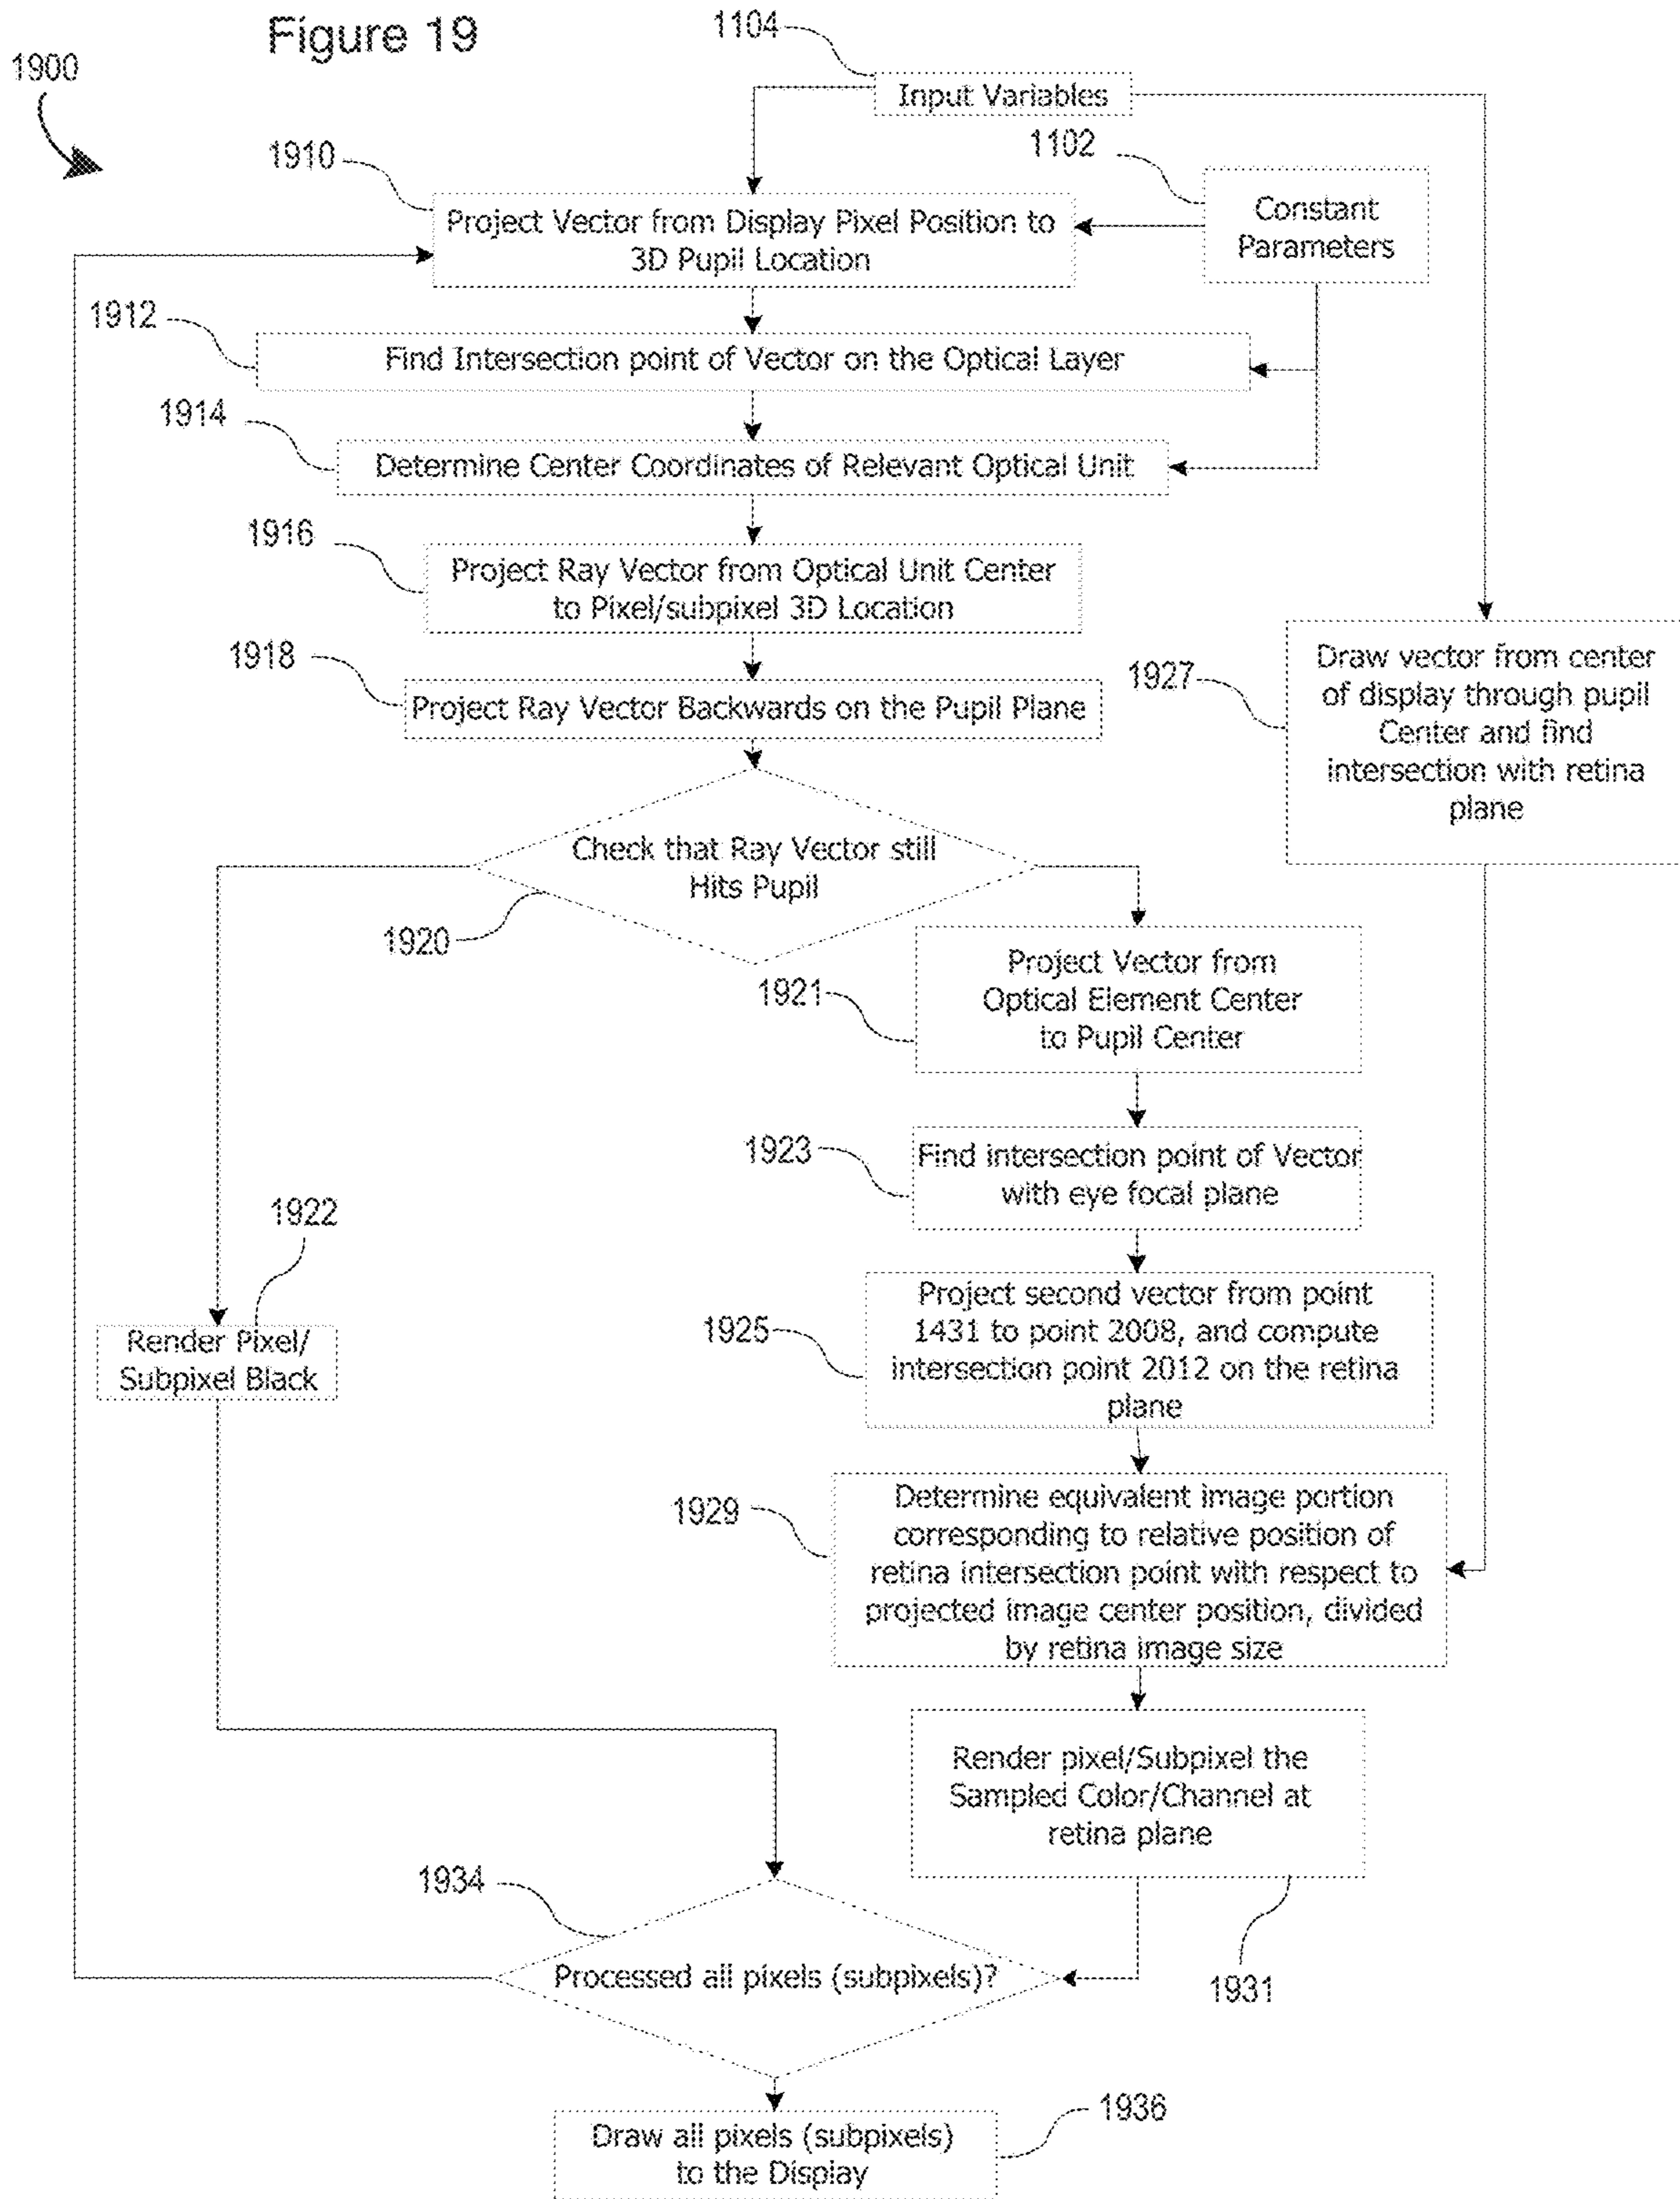 Figure 19
1900
1104
Input Variables
1102
Constant
Parameters
1910
Project Vector from Display Pixel Position to
3D Pupil Location
1912
Find Intersection point of Vector on the Optical Layer
1914
Determine Center Coordinates of Relevant Optical Unit
1916
Project Ray Vector from Optical Unit Center
to Pixel/subpixel 3D Location
1918
Project Ray Vector Backwards on the Pupil Plane
1927
Draw vector from center
of display through pupil
Center and find
intersection with retina
plane
Check that Ray Vector still
Hits Pupil
1920
1921
Project Vector from
Optical Element Center
to Pupil Center
1923
Find intersection point of Vector
with eye focal plane
1922
Render Pixel/
Subpixel Black
1925
Project second vector from point
1431 to point 2008, and compute
intersection point 2012 on the retina
plane
1929
Determine equivalent image portion
corresponding to relative position of
retina intersection point with respect to
projected image center position, divided
by retina image size
Render pixel/Subpixel the
Sampled Color/Channel at
retina plane
1931
1934
Processed all pixels (subpixels)?
1936
Draw all pixels (subpixels)
to the Display